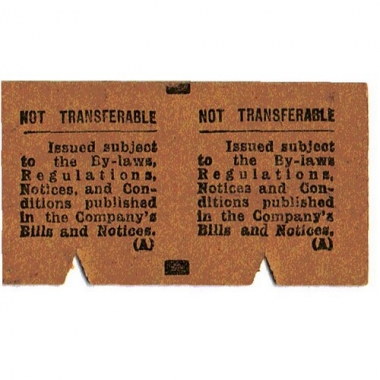 NOT TRANSFERABLE
Issued subject
to the By-laws,
Regulations,
Notices, and Con-
ditions published
in the Company's
Bills and Notices.
(A)
NOT TRANSFERABLE
Issued subject
to the By-laws
Regulations,
Notices and Con-
ditions published
in the Company's
Bills and Notices.
(A)